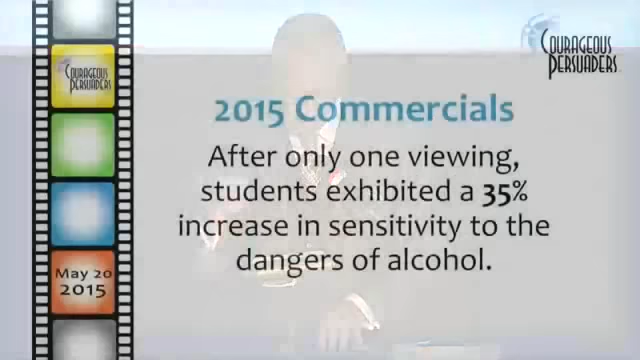 COURAGEOUS
PERSUADERS
COURAGEOUS
PERSUADERS
2015 Commercials
After only one viewing,
students exhibited a 35%
increase in sensitivity to the
dangers of alcohol.
May 20
2015